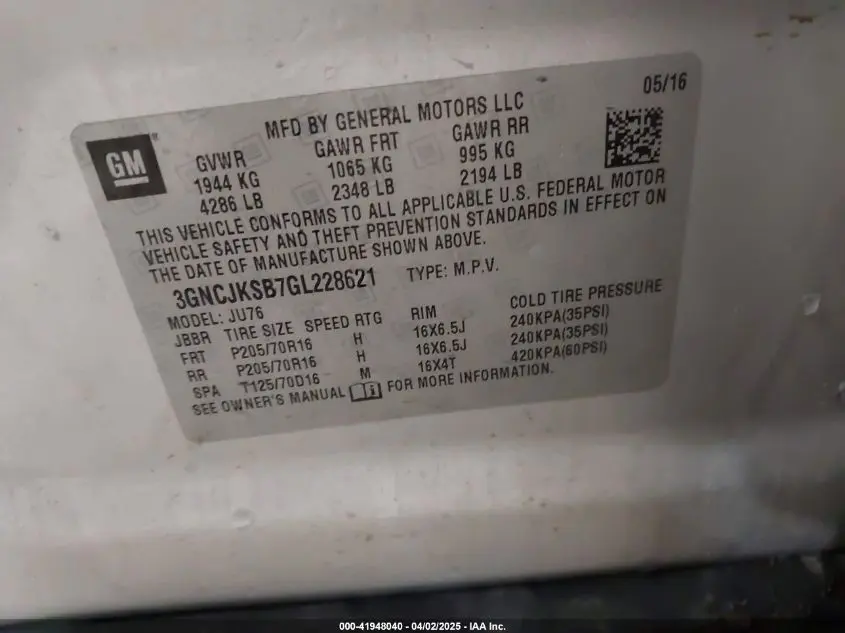 05/16
MFD BY GENERAL MOTORS LLC
GM
GVWR GAWR FRT GAWR RR
1944 KG 1065 KG 995 KG
4286 LB 2348 LB 2194 LB
THIS VEHICLE CONFORMS TO ALL APPLICABLE U.S. FEDERAL MOTOR
VEHICLE SAFETY AND THEFT PREVENTION STANDARDS IN EFFECT ON
THE DATE OF MANUFACTURE SHOWN ABOVE.
3GNCJKSB7GL228621 TYPE: M.P.V.
MODEL: JU76
JBBR TIRE SIZE SPEED RTG RIM COLD TIRE PRESSURE
FRT P205/70R16 H 16X6.5J 240KPA(35PSI)
RR P205/70R16 H 16X6.5J 240KPA(35PSI)
SPA T125/70D16 M 16X4T 420KPA(60PSI)
SEE OWNER'S MANUAL FOR MORE INFORMATION.
000-41948040 - 04/02/2025 - IAA Inc.